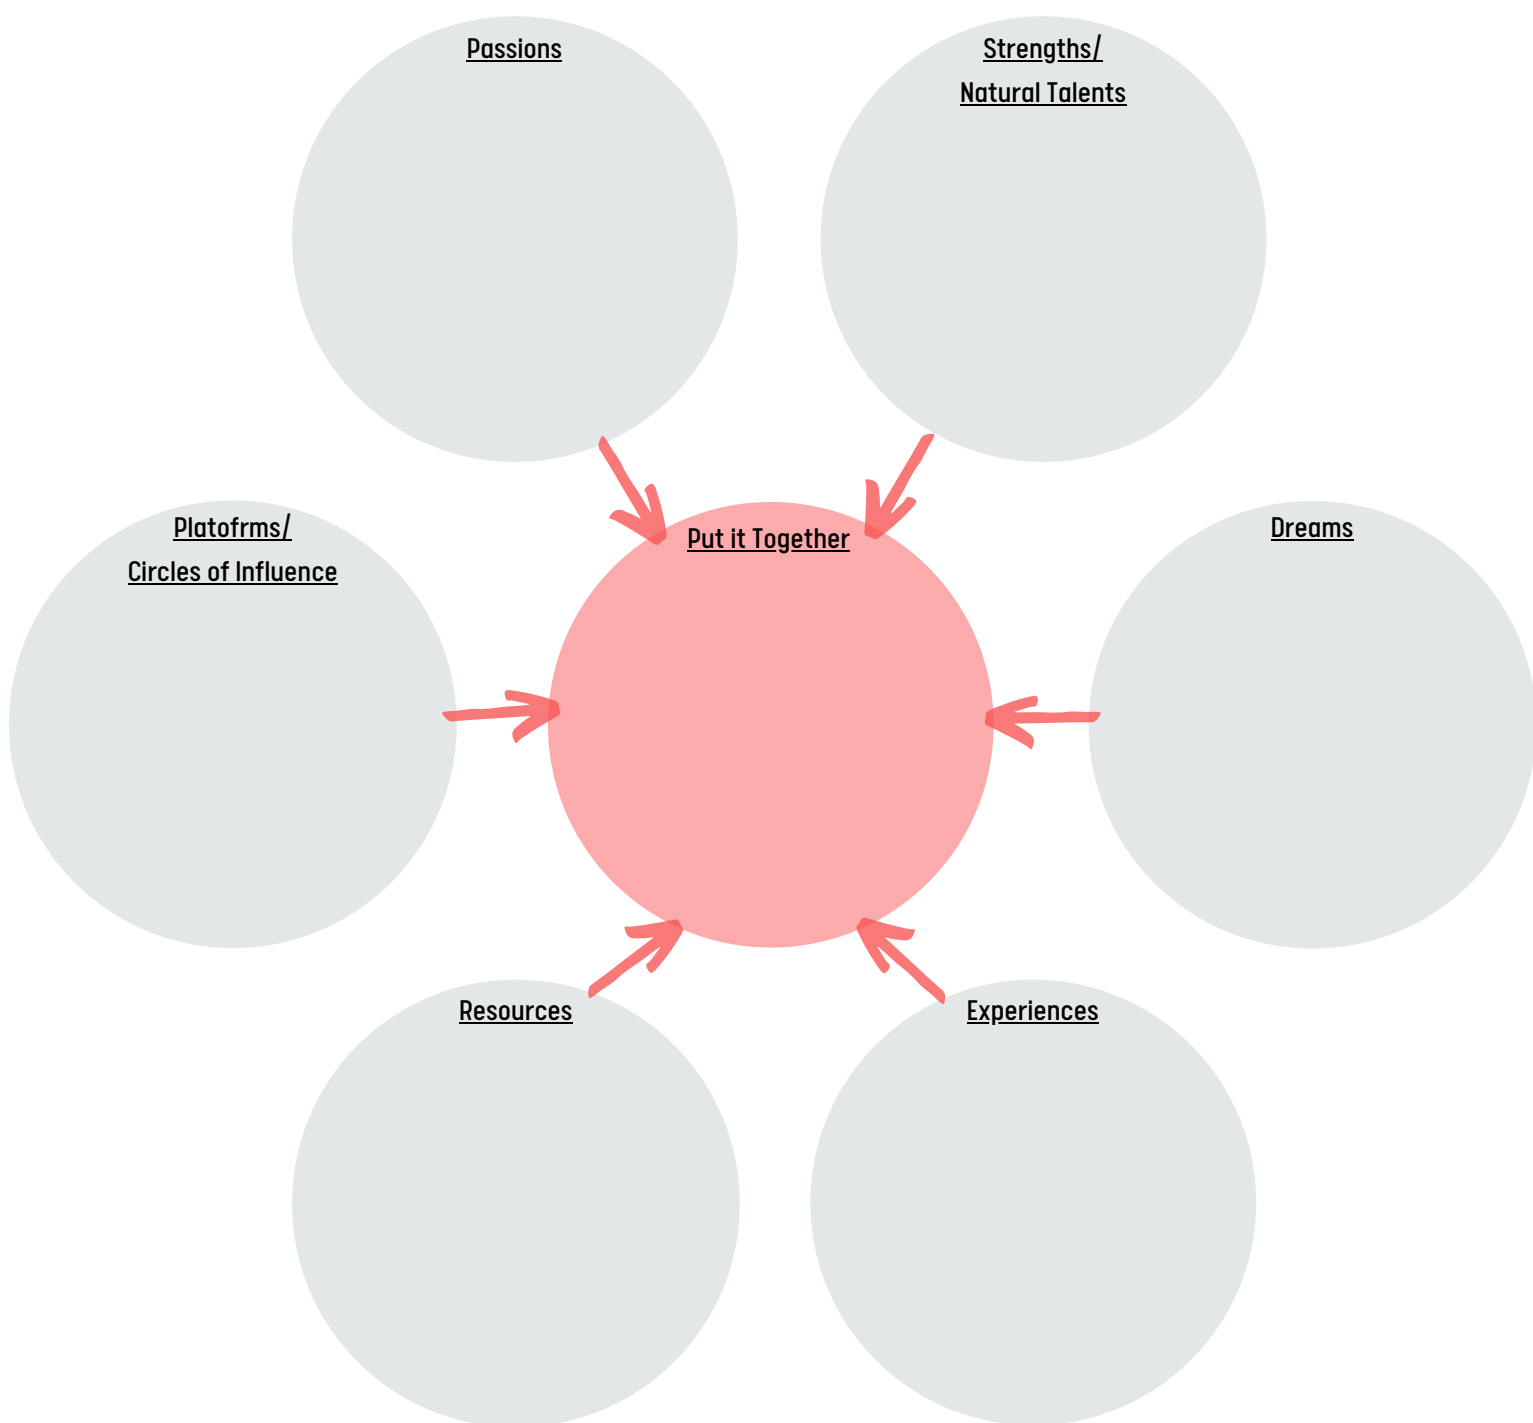 Passions
Strengths/
Natural Talents
Platofrms/
Circles of Influence
Put it Together
Dreams
Resources
Experiences